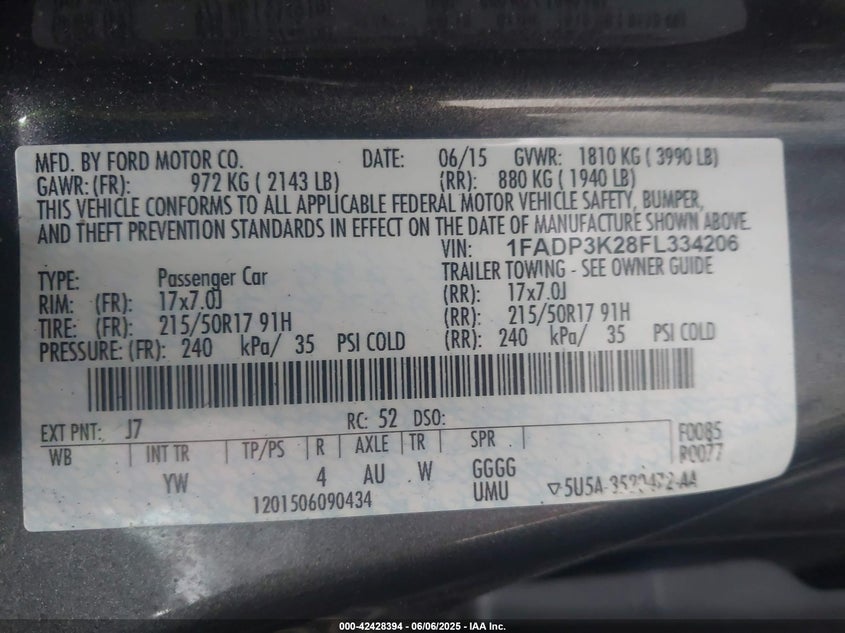 MFD. BY FORD MOTOR CO. DATE: 06/15 GVWR: 1810 KG ( 3990 LB)
GAWR: (FR): 972 KG ( 2143 LB) (RR): 880 KG ( 1940 LB)
THIS VEHICLE CONFORMS TO ALL APPLICABLE FEDERAL MOTOR VEHICLE SAFETY, BUMPER,
AND THEFT PREVENTION STANDARDS IN EFFECT ON THE DATE OF MANUFACTURE SHOWN ABOVE.
VIN: 1FADP3K28FL334206
TYPE: Passenger Car TRAILER TOWING - SEE OWNER GUIDE
RIM: (FR): 17x7.0J (RR): 17x7.0J
TIRE: (FR): 215/50R17 91H (RR): 215/50R17 91H
PRESSURE: (FR): 240 kPa/ 35 PSI COLD (RR): 240 kPa/ 35 PSI COLD
EXT PNT: J7 RC: 52 DSO: F0085
WB | INT TR | TP/PS | R | AXLE | TR | SPR R0077
YW 4 AU W GGGG
1201506090434 UMU
000-42428394 - 06/06/2025 - IAA Inc.